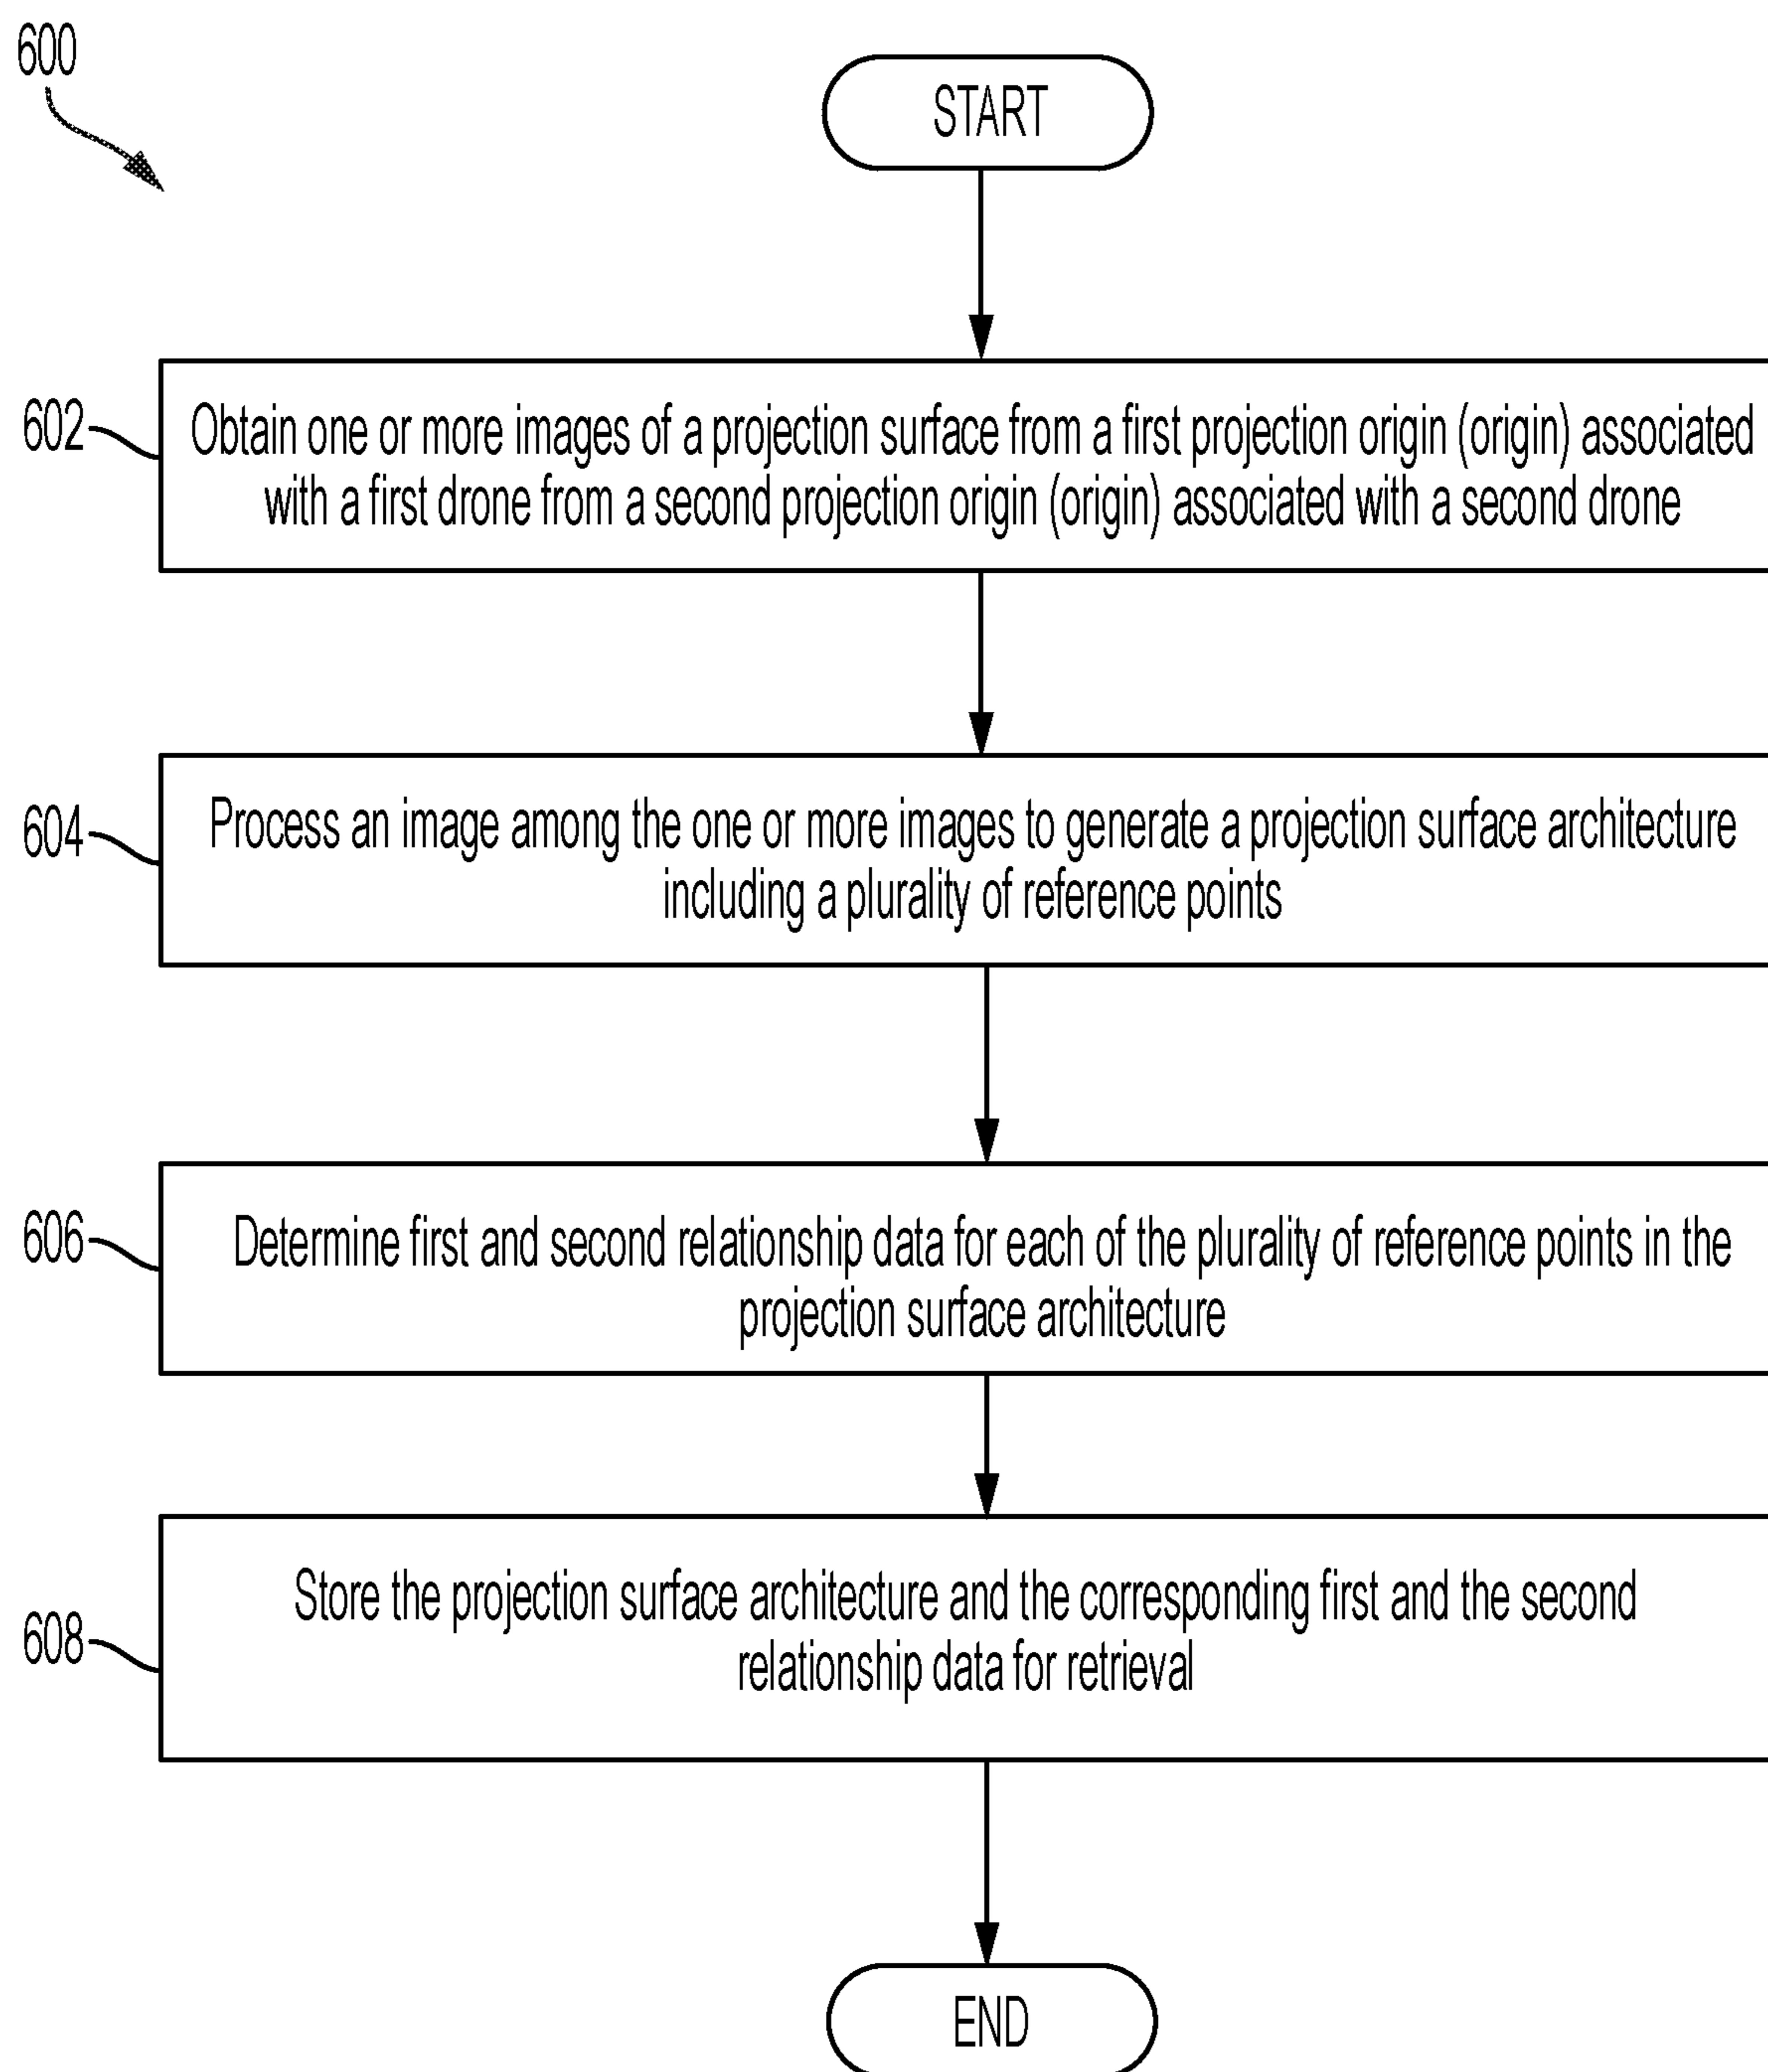 600
START
602
Obtain one or more images of a projection surface from a first projection origin (origin) associated
with a first drone from a second projection origin (origin) associated with a second drone
604
Process an image among the one or more images to generate a projection surface architecture
including a plurality of reference points
606
Determine first and second relationship data for each of the plurality of reference points in the
projection surface architecture
608
Store the projection surface architecture and the corresponding first and the second
relationship data for retrieval
END